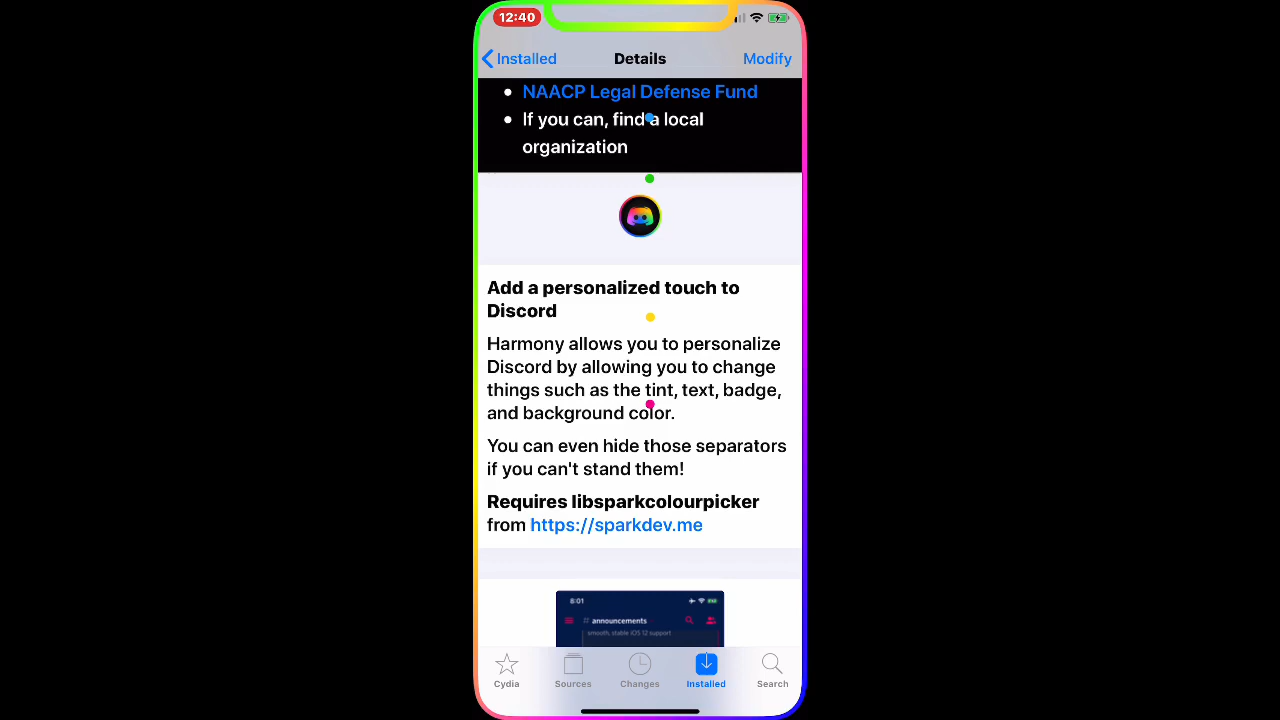 12:40
Installed
Details
Modify
NAACP Legal Defense Fund
If you can, find a local
organization
Add a personalized touch to
Discord
Harmony allows you to personalize
Discord by allowing you to change
things such as the tint, text, badge,
and background color.
You can even hide those separators
if you can't stand them!
Requires libsparkcolourpicker
from https://sparkdev.me
8:01
# announcements
smooth, stable iOS 12 support
Cydia
Sources
Changes
Installed
Search